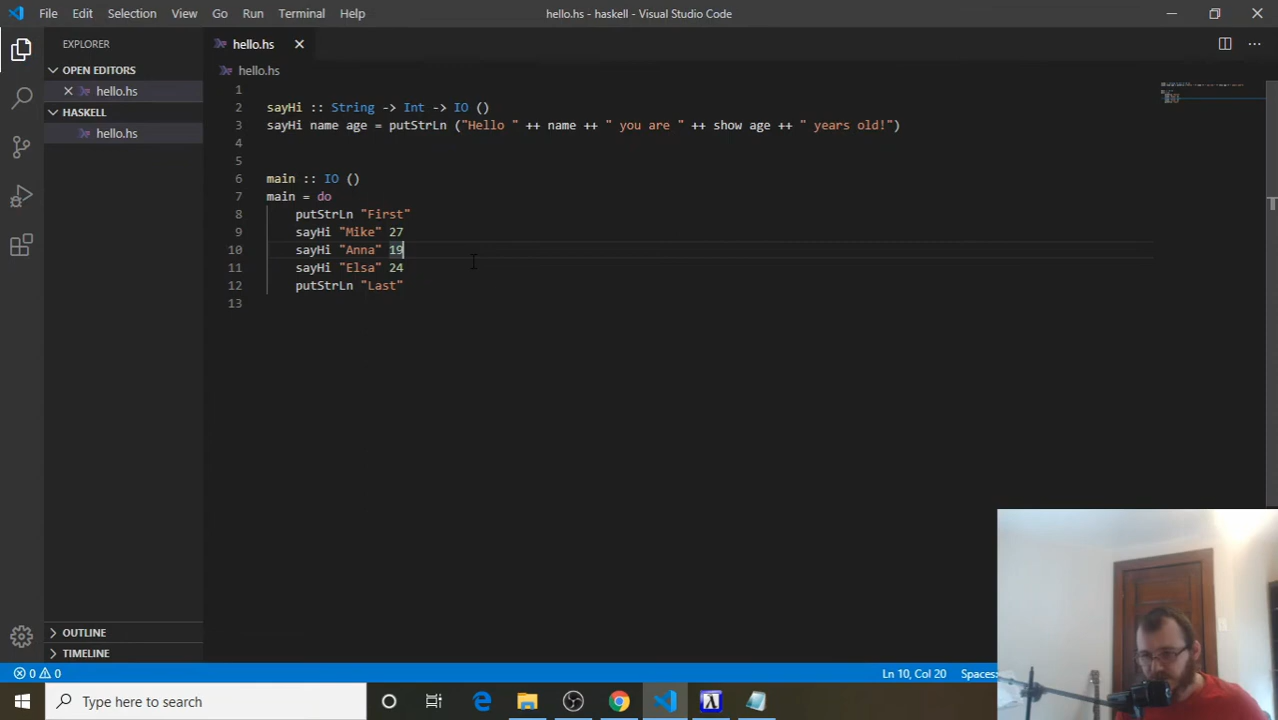 File Edit Selection View Go Run Terminal Help hello.hs - haskell - Visual Studio Code
EXPLORER
hello.hs
OPEN EDITORS
hello.hs
HASKELL
hello.hs
hello.hs
1
2 sayHi :: String -> Int -> IO ()
3 sayHi name age = putStrLn ("Hello " ++ name ++ " you are " ++ show age ++ " years old!")
4
5
6 main :: IO ()
7 main = do
8 putStrLn "First"
9 sayHi "Mike" 27
10 sayHi "Anna" 19
11 sayHi "Elsa" 24
12 putStrLn "Last"
13
OUTLINE
TIMELINE
0 0 Ln 10, Col 20 Spaces:
Type here to search